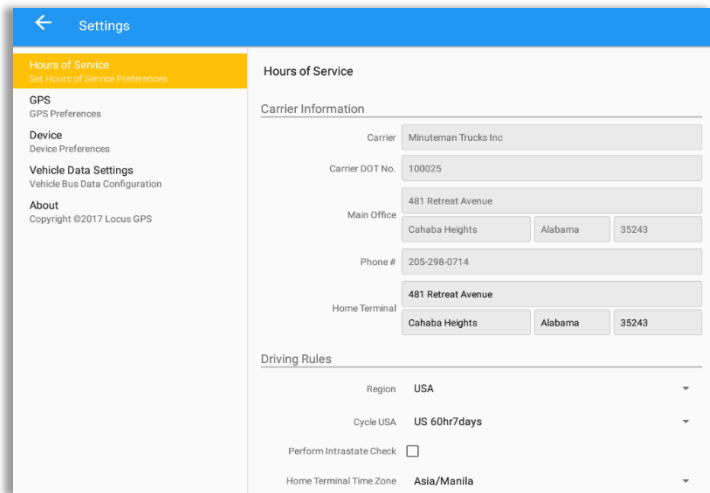 Settings
Hours of Service
Set Hours of Service Preferences
GPS
GPS Preferences
Device
Device Preferences
Vehicle Data Settings
Vehicle Bus Data Configuration
About
Copyright ©2017 Locus GPS
Hours of Service
Carrier Information
Carrier Minuteman Trucks Inc
Carrier DOT No. 100025
Main Office 481 Retreat Avenue
Cahaba Heights Alabama 35243
Phone # 205-298-0714
Home Terminal 481 Retreat Avenue
Cahaba Heights Alabama 35243
Driving Rules
Region USA
Cycle USA US 60hr7days
Perform Intrastate Check
Home Terminal Time Zone Asia/Manila